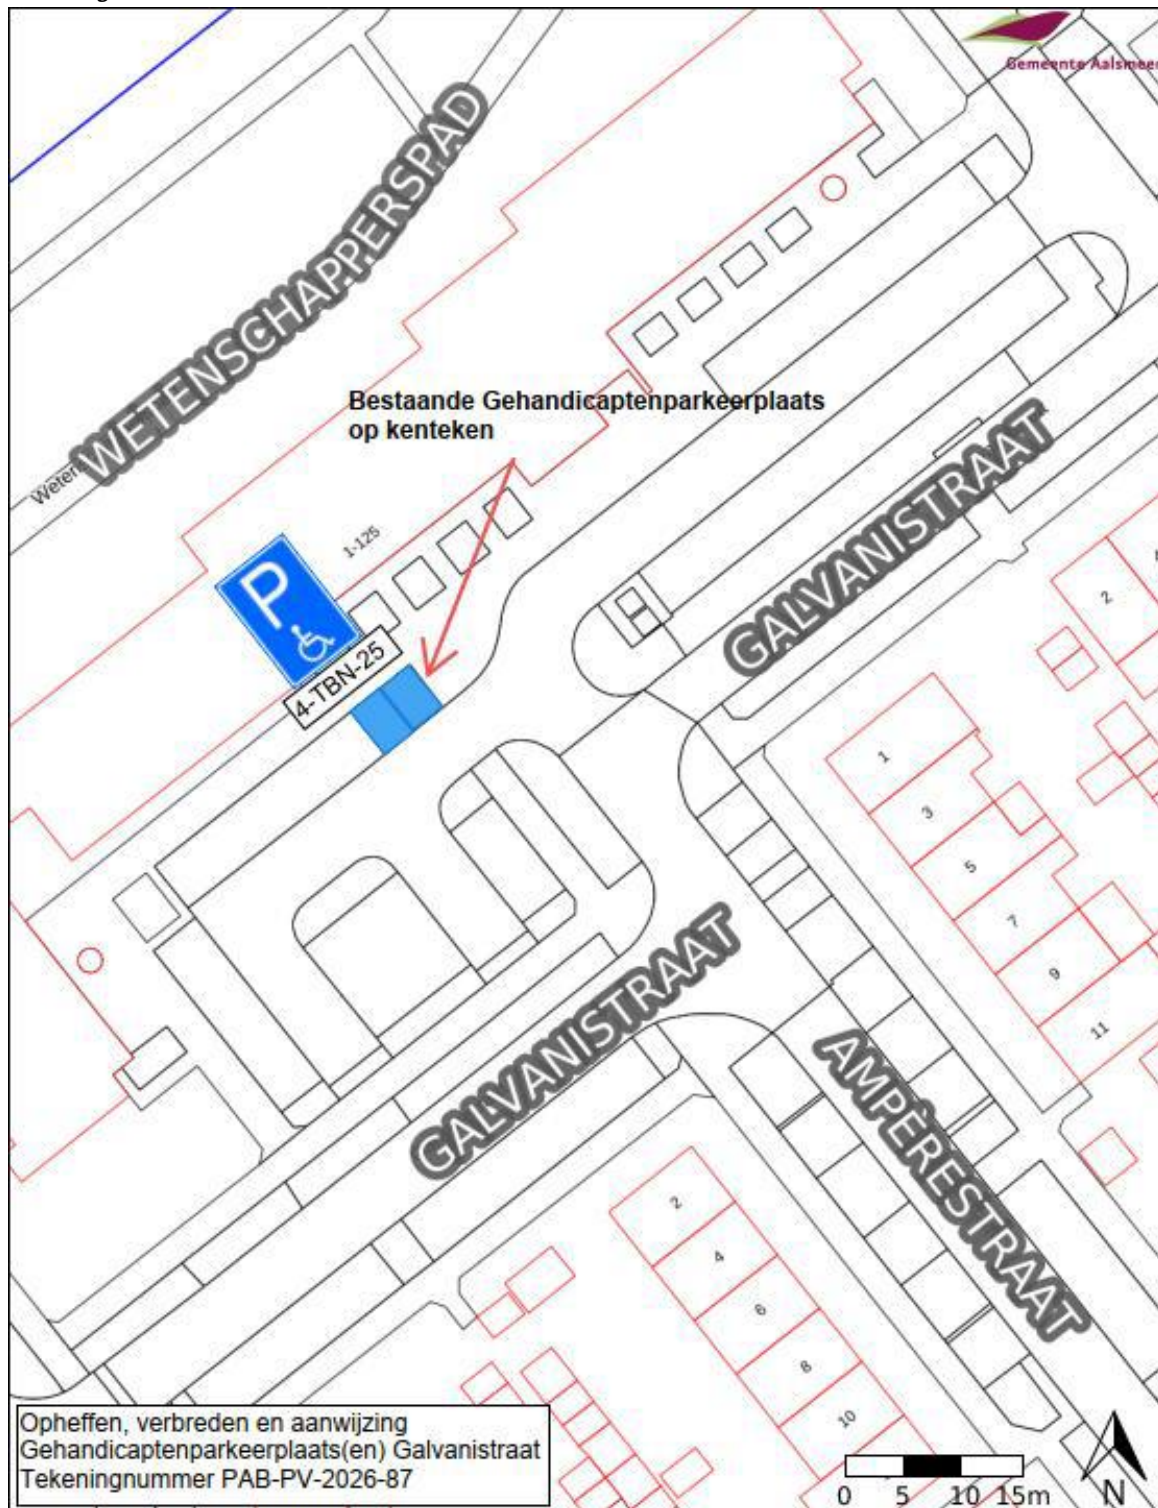 Gemeente Aalsmeer
WETENSCHAPPERSPAD
Bestaande Gehandicaptenparkeerplaats
op kenteken
Weten
1-125
P
4-TBN-25
GALVANISTRAAT
2
1
3
5
7
9
11
GALVANISTRAAT
AMPÈRESTRAAT
2
4
6
8
10
Opheffen, verbreden en aanwijzing
Gehandicaptenparkeerplaats(en) Galvanistraat
Tekeningnummer PAB-PV-2026-87
0 5 10 15m
N